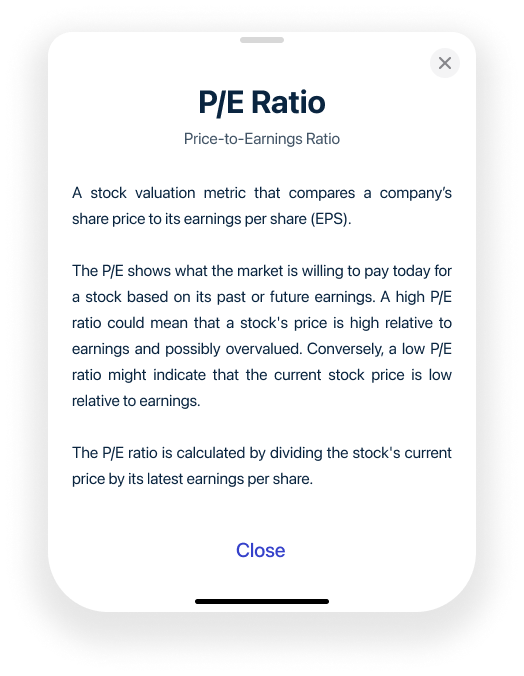 P/E Ratio
Price-to-Earnings Ratio
A stock valuation metric that compares a company’s
share price to its earnings per share (EPS).
The P/E shows what the market is willing to pay today for
a stock based on its past or future earnings. A high P/E
ratio could mean that a stock's price is high relative to
earnings and possibly overvalued. Conversely, a low P/E
ratio might indicate that the current stock price is low
relative to earnings.
The P/E ratio is calculated by dividing the stock's current
price by its latest earnings per share.
Close